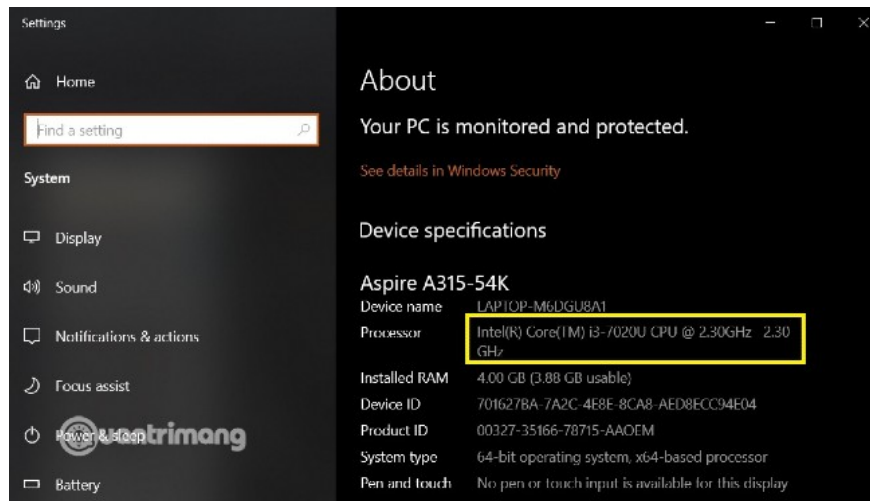 Settings
Home
Find a setting
System
Display
Sound
Notifications & actions
Focus assist
Power & sleep
Battery
uantrimang
About
Your PC is monitored and protected.
See details in Windows Security
Device specifications
Aspire A315-54K
Device name LAPTOP-M6DGU8A1
Processor Intel(R) Core(TM) i3-7020U CPU @ 2.30GHz 2.30
GHz
Installed RAM 4.00 GB (3.88 GB usable)
Device ID 701627BA-7A2C-4E8E-8CA8-AED8ECC94E04
Product ID 00327-35166-78715-AAOEM
System type 64-bit operating system, x64-based processor
Pen and touch No pen or touch input is available for this display